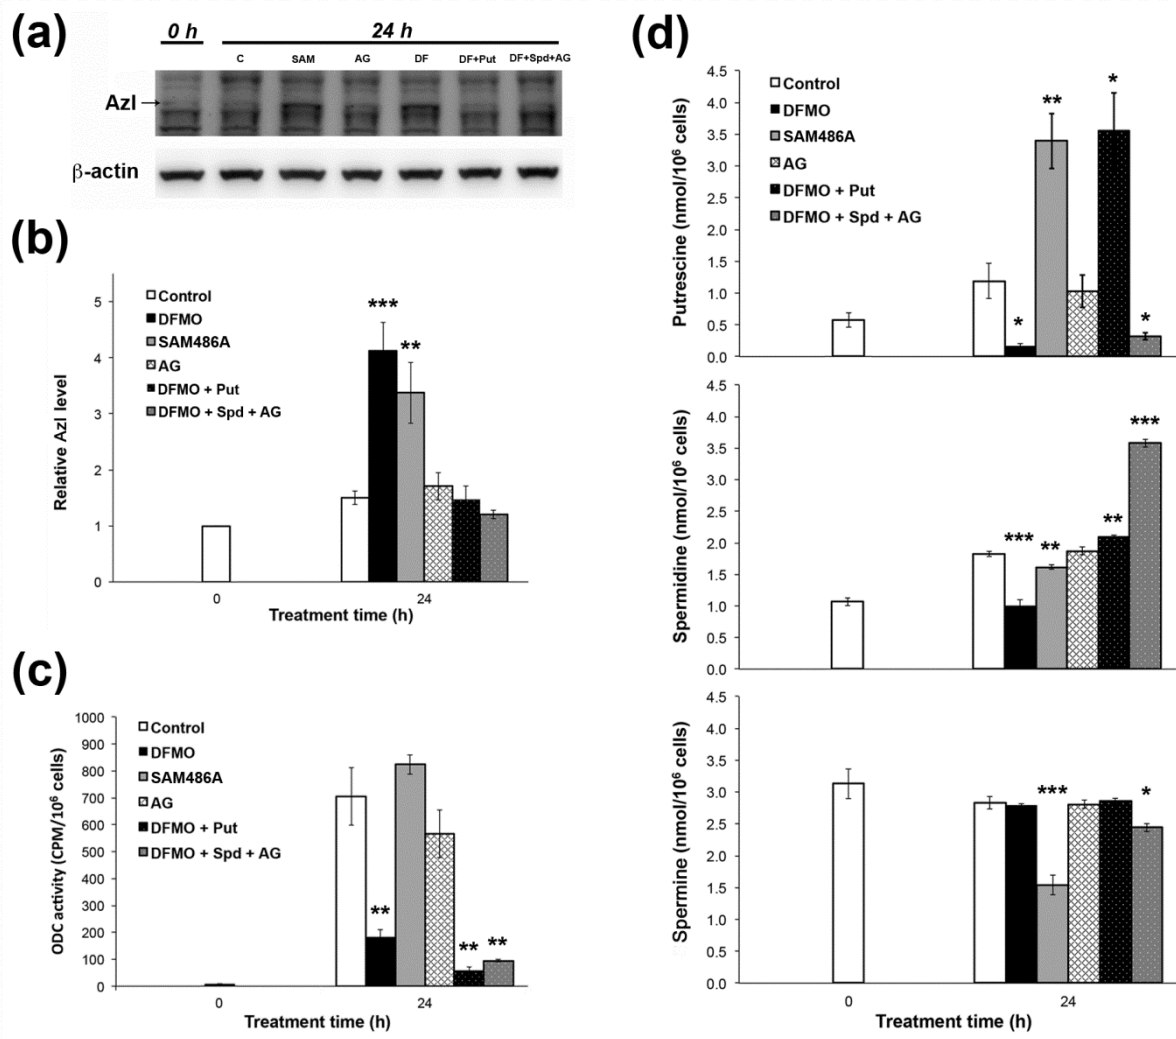 (a)
0 h
24 h
C
SAM
AG
DF
DF+Put
DF+Spd+AG
AzI
β-actin
(b)
Relative AzI level
5
4
3
2
1
0
Control
DFMO
SAM486A
AG
DFMO + Put
DFMO + Spd + AG
***
**
0
24
Treatment time (h)
(c)
ODC activity (CPM/10⁶ cells)
1000
900
800
700
600
500
400
300
200
100
0
Control
DFMO
SAM486A
AG
DFMO + Put
DFMO + Spd + AG
**
**
**
0
24
Treatment time (h)
(d)
Putrescine (nmol/10⁶ cells)
4.5
4.0
3.5
3.0
2.5
2.0
1.5
1.0
0.5
0.0
Control
DFMO
SAM486A
AG
DFMO + Put
DFMO + Spd + AG
*
**
*
*
Spermidine (nmol/10⁶ cells)
4.5
4.0
3.5
3.0
2.5
2.0
1.5
1.0
0.5
0.0
***
**
**
***
Spermine (nmol/10⁶ cells)
4.5
4.0
3.5
3.0
2.5
2.0
1.5
1.0
0.5
0.0
***
*
0
24
Treatment time (h)